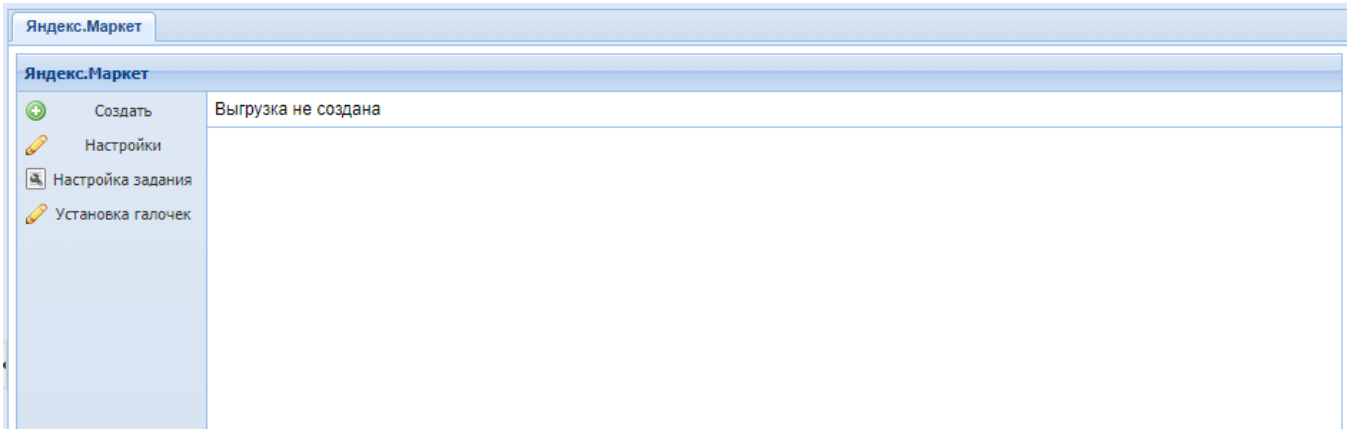 Яндекс.Маркет
Яндекс.Маркет
Создать
Выгрузка не создана
Настройки
Настройка задания
Установка галочек